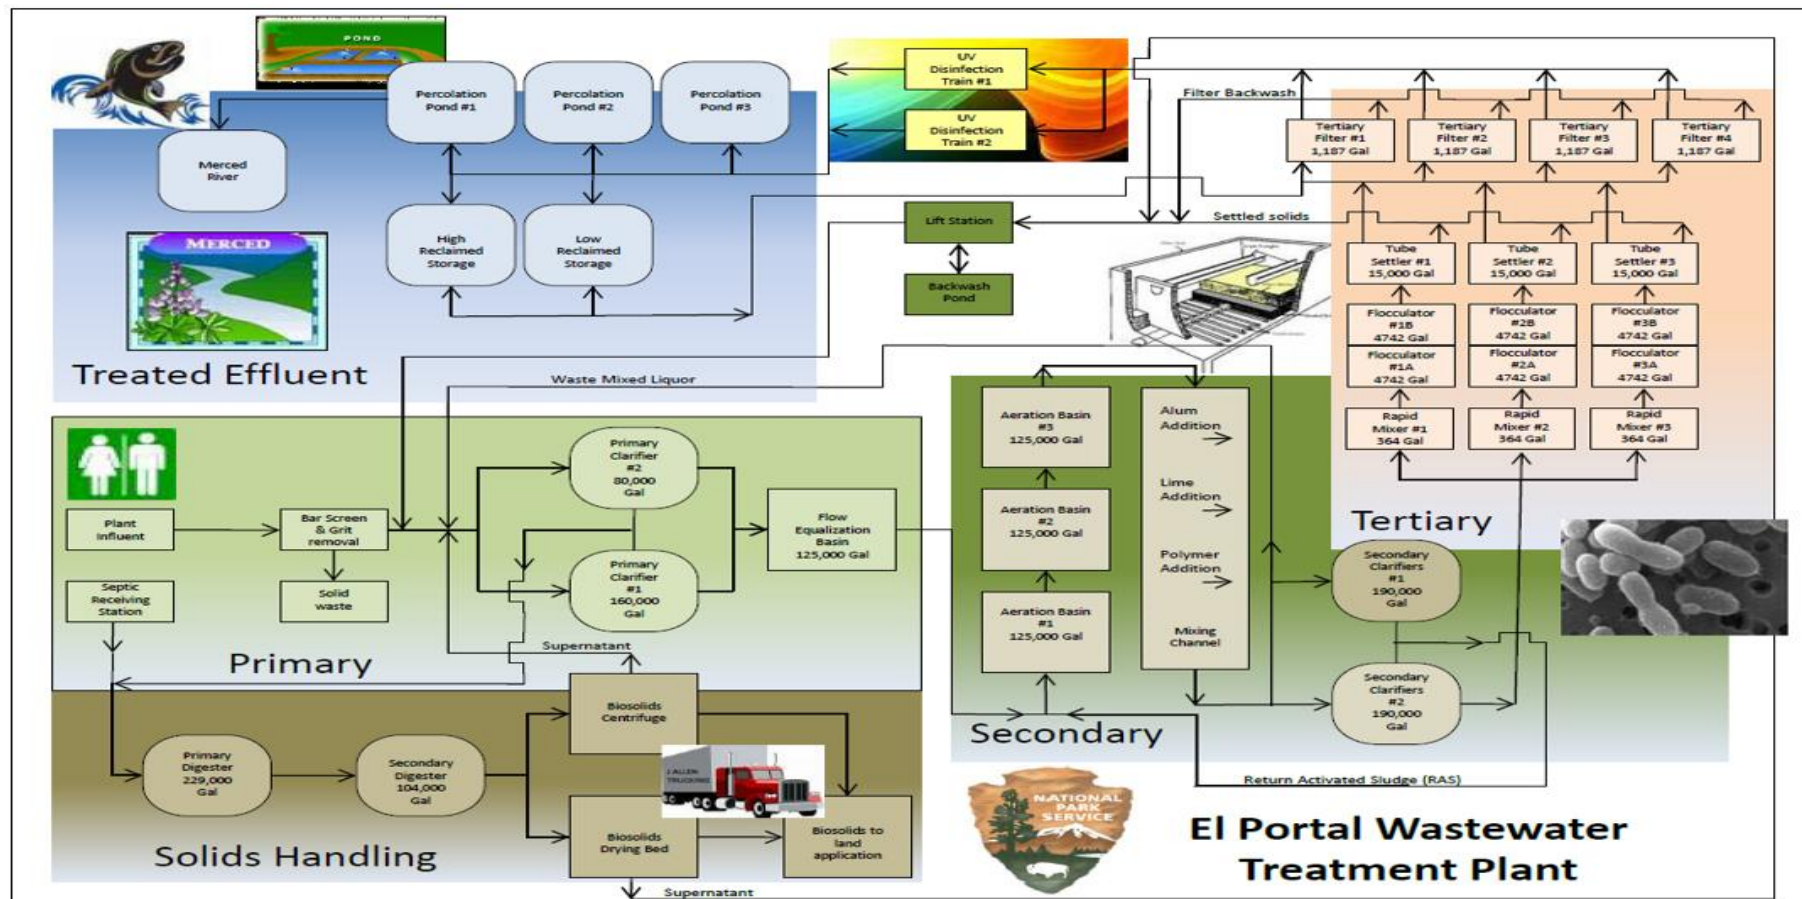 POND
Percolation
Pond #1
Percolation
Pond #2
Percolation
Pond #3
UV
Disinfection
Train #1
UV
Disinfection
Train #2
Filter Backwash
Tertiary
Filter #1
1,187 Gal
Tertiary
Filter #2
1,187 Gal
Tertiary
Filter #3
1,187 Gal
Tertiary
Filter #4
1,187 Gal
Merced
River
MERCED
High
Reclaimed
Storage
Low
Reclaimed
Storage
Lift Station
Backwash
Pond
Settled solids
Tube
Settler #1
15,000 Gal
Tube
Settler #2
15,000 Gal
Tube
Settler #3
15,000 Gal
Flocculator
#1B
4742 Gal
Flocculator
#2B
4742 Gal
Flocculator
#3B
4742 Gal
Flocculator
#1A
4742 Gal
Flocculator
#2A
4742 Gal
Flocculator
#3A
4742 Gal
Rapid
Mixer #1
364 Gal
Rapid
Mixer #2
364 Gal
Rapid
Mixer #3
364 Gal
Tertiary
Treated Effluent
Waste Mixed Liquor
Plant
Influent
Bar Screen
& Grit
removal
Septic
Receiving
Station
Solid
waste
Primary
Clarifier
#2
80,000
Gal
Primary
Clarifier
#1
160,000
Gal
Flow
Equalization
Basin
125,000 Gal
Supernatant
Primary
Aeration Basin
#3
125,000 Gal
Aeration Basin
#2
125,000 Gal
Aeration Basin
#1
125,000 Gal
Alum
Addition
Lime
Addition
Polymer
Addition
Mixing
Channel
Secondary
Clarifiers
#1
190,000
Gal
Secondary
Clarifiers
#2
190,000
Gal
Secondary
Return Activated Sludge (RAS)
Primary
Digester
229,000
Gal
Secondary
Digester
104,000
Gal
Biosolids
Centrifuge
J ALLEN
TRUCKING
Biosolids
Drying Bed
Biosolids to
land
application
Solids Handling
Supernatant
NATIONAL
PARK
SERVICE
El Portal Wastewater
Treatment Plant